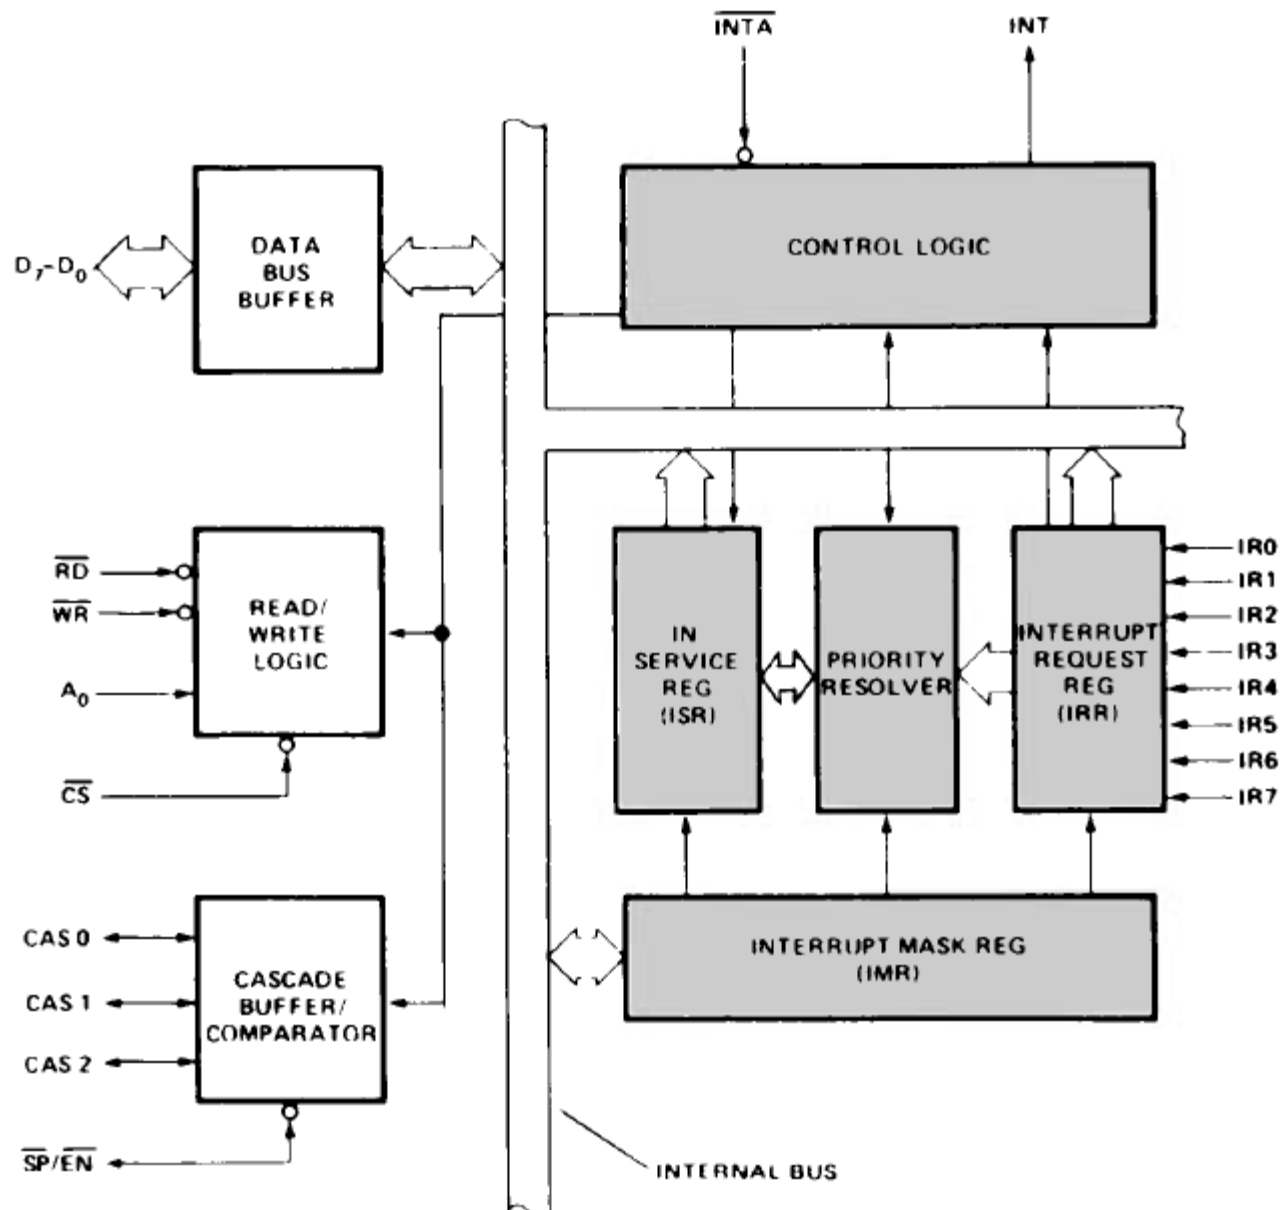 INTA
INT
DATA
BUS
BUFFER
D7-D0
CONTROL LOGIC
RD
WR
A0
CS
READ/
WRITE
LOGIC
IN
SERVICE
REG
(ISR)
PRIORITY
RESOLVER
INTERRUPT
REQUEST
REG
(IRR)
IR0
IR1
IR2
IR3
IR4
IR5
IR6
IR7
CAS 0
CAS 1
CAS 2
SP/EN
CASCADE
BUFFER/
COMPARATOR
INTERRUPT MASK REG
(IMR)
INTERNAL BUS